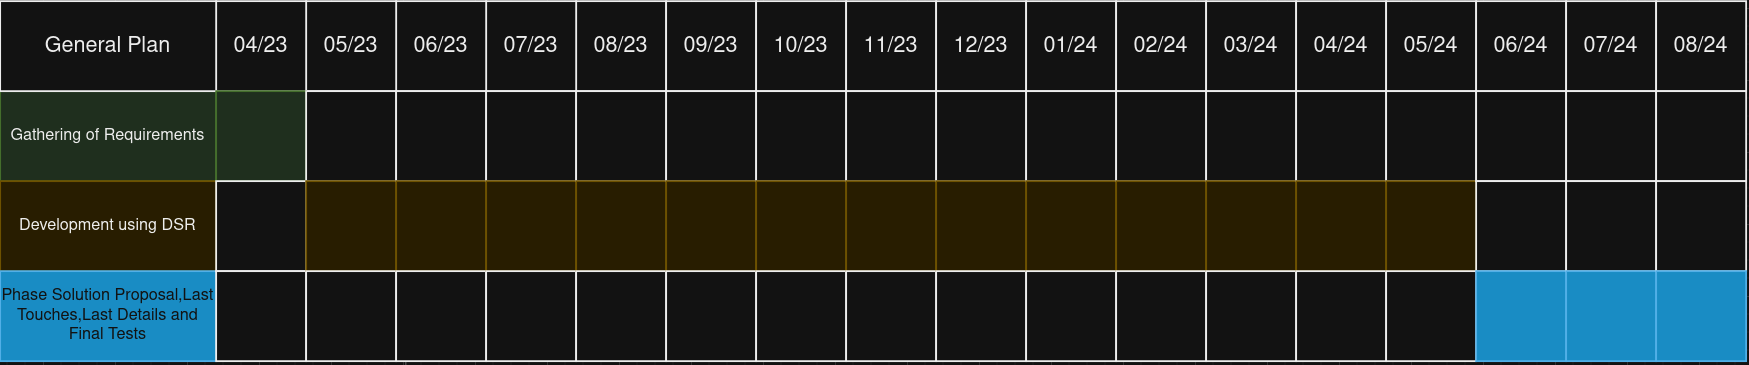 General Plan 04/23 05/23 06/23 07/23 08/23 09/23 10/23 11/23 12/23 01/24 02/24 03/24 04/24 05/24 06/24 07/24 08/24
Gathering of Requirements
Development using DSR
Phase Solution Proposal,Last
Touches,Last Details and
Final Tests